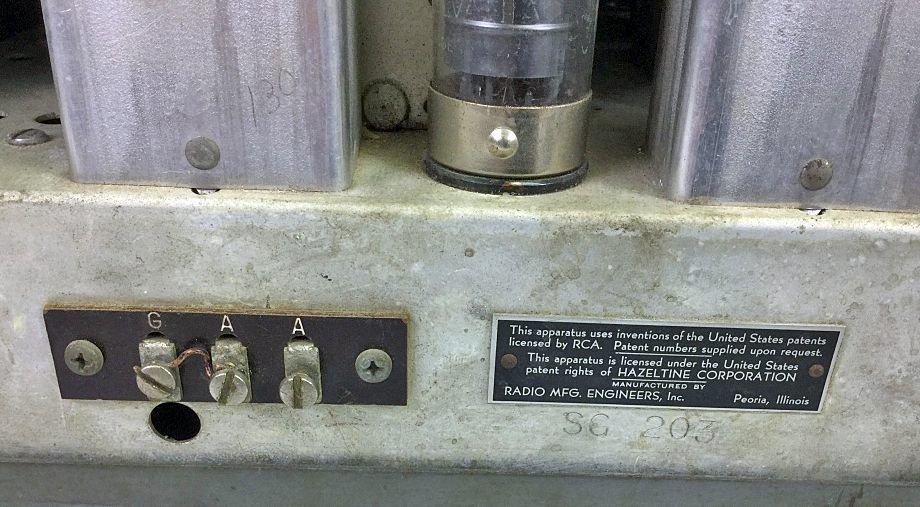 130
G A A
This apparatus uses inventions of the United States patents
licensed by RCA. Patent numbers supplied upon request.
This apparatus is licensed under the United States
patent rights of HAZELTINE CORPORATION
MANUFACTURED BY
RADIO MFG. ENGINEERS, Inc. Peoria, Illinois
SG 203